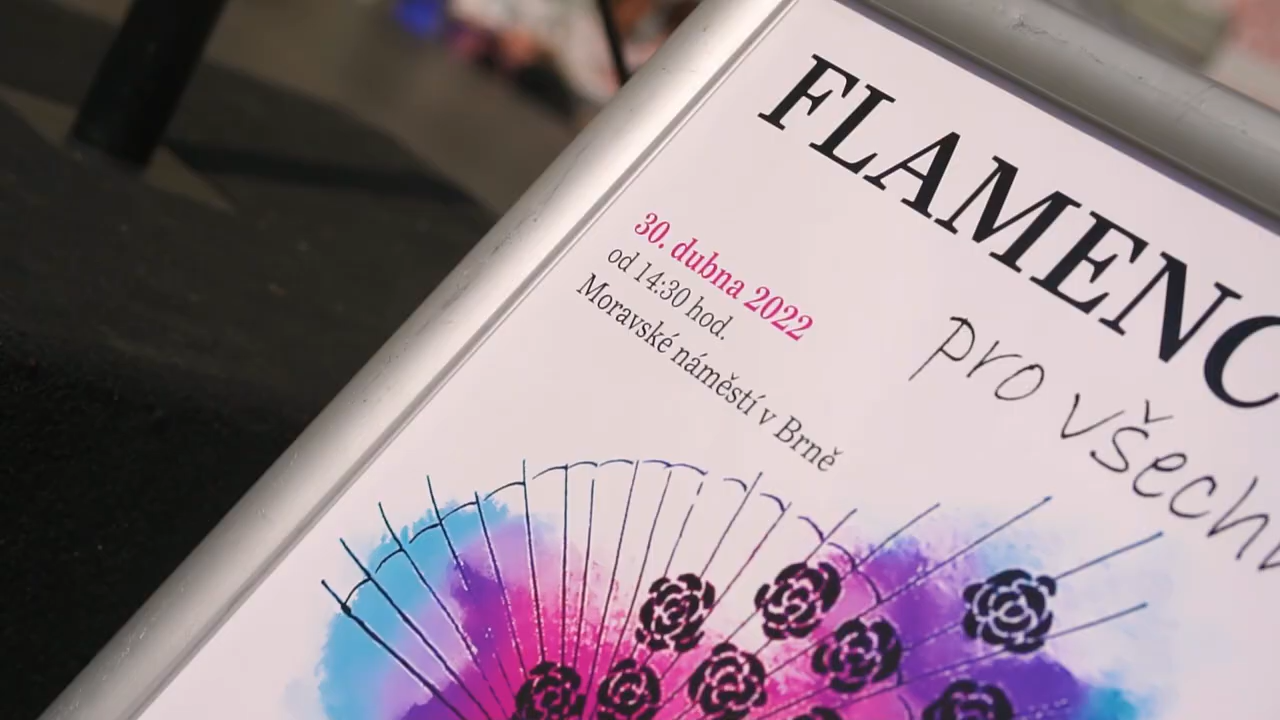 FLAMENC
pro všech
30. dubna 2022
od 14:30 hod.
Moravské náměstí v Brně